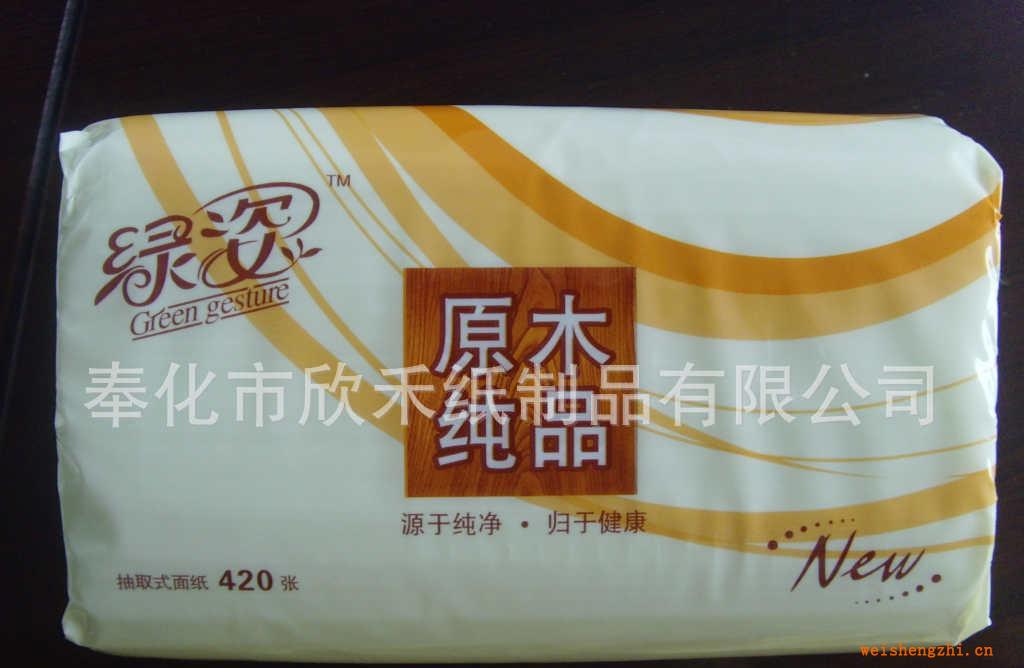 绿姿™
Green gesture
原木
纯品
奉化市欣禾纸制品有限公司
源于纯净·归于健康
抽取式面纸 420 张
New
weishengzhi.cn